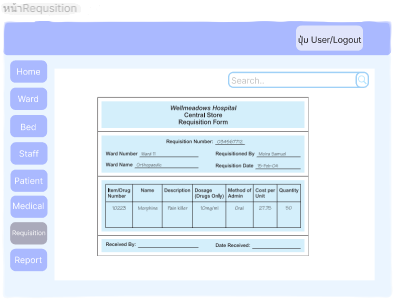 หน้าRequsition
ปุ่ม User/Logout
Home
Ward
Bed
Staff
Patient
Medical
Requisition
Report
Search..
Wellmeadows Hospital
Central Store
Requisition Form
Requisition Number:
Ward Number Ward 11 Requisitioned By Moira Samuel
Ward Name Orthopaedic Requisition Date 15-Feb-04
Item/Drug Number Name Description Dosage (Drugs Only) Method of Admin Cost per Unit Quantity
10223 Morphine Pain killer 10mg/ml Oral 27.75 50
Received By: Date Received: